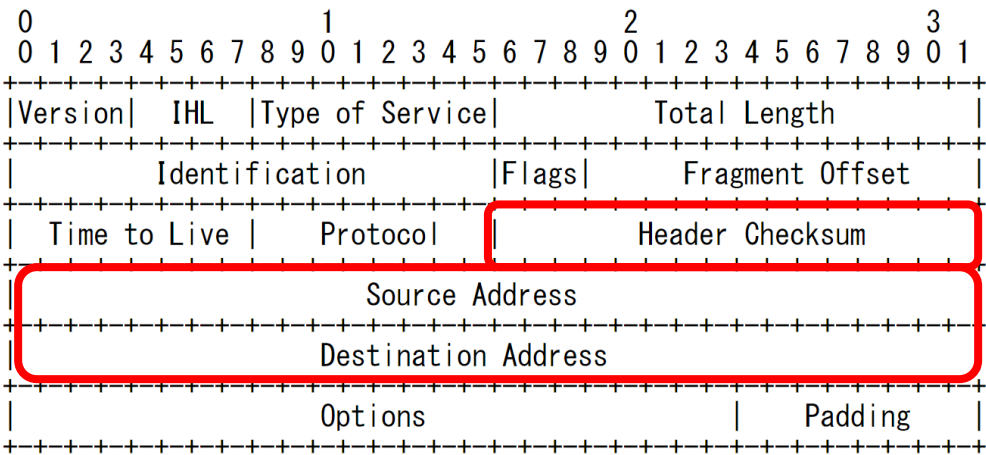 0                   1                   2                   3
0 1 2 3 4 5 6 7 8 9 0 1 2 3 4 5 6 7 8 9 0 1 2 3 4 5 6 7 8 9 0 1
+-+-+-+-+-+-+-+-+-+-+-+-+-+-+-+-+-+-+-+-+-+-+-+-+-+-+-+-+-+-+-+-+
|Version|  IHL  |Type of Service|          Total Length         |
+-+-+-+-+-+-+-+-+-+-+-+-+-+-+-+-+-+-+-+-+-+-+-+-+-+-+-+-+-+-+-+-+
|         Identification        |Flags|      Fragment Offset    |
+-+-+-+-+-+-+-+-+-+-+-+-+-+-+-+-+-+-+-+-+-+-+-+-+-+-+-+-+-+-+-+-+
|  Time to Live |    Protocol   |         Header Checksum       |
+-+-+-+-+-+-+-+-+-+-+-+-+-+-+-+-+-+-+-+-+-+-+-+-+-+-+-+-+-+-+-+-+
|                       Source Address                          |
+-+-+-+-+-+-+-+-+-+-+-+-+-+-+-+-+-+-+-+-+-+-+-+-+-+-+-+-+-+-+-+-+
|                    Destination Address                        |
+-+-+-+-+-+-+-+-+-+-+-+-+-+-+-+-+-+-+-+-+-+-+-+-+-+-+-+-+-+-+-+-+
|                    Options                    |    Padding    |
+-+-+-+-+-+-+-+-+-+-+-+-+-+-+-+-+-+-+-+-+-+-+-+-+-+-+-+-+-+-+-+-+